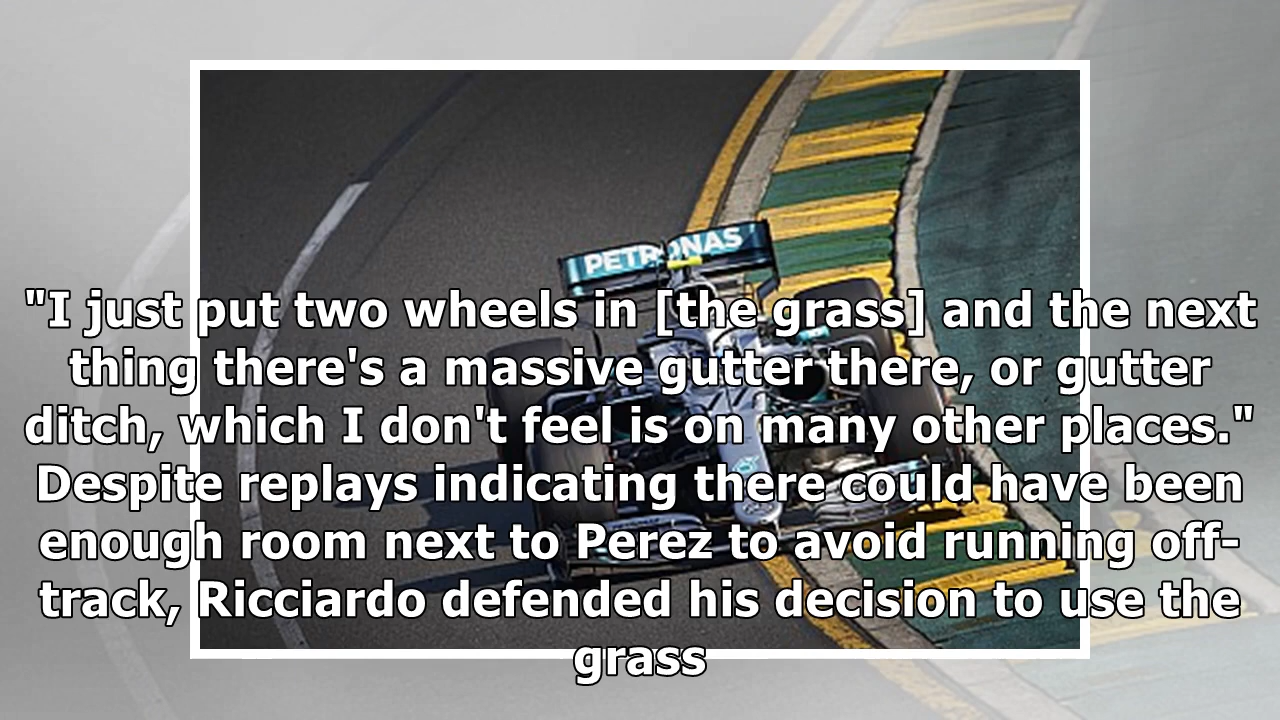 PETRONAS
"I just put two wheels in [the grass] and the next
thing there's a massive gutter there, or gutter
ditch, which I don't feel is on many other places."
Despite replays indicating there could have been
enough room next to Perez to avoid running off-
track, Ricciardo defended his decision to use the
grass